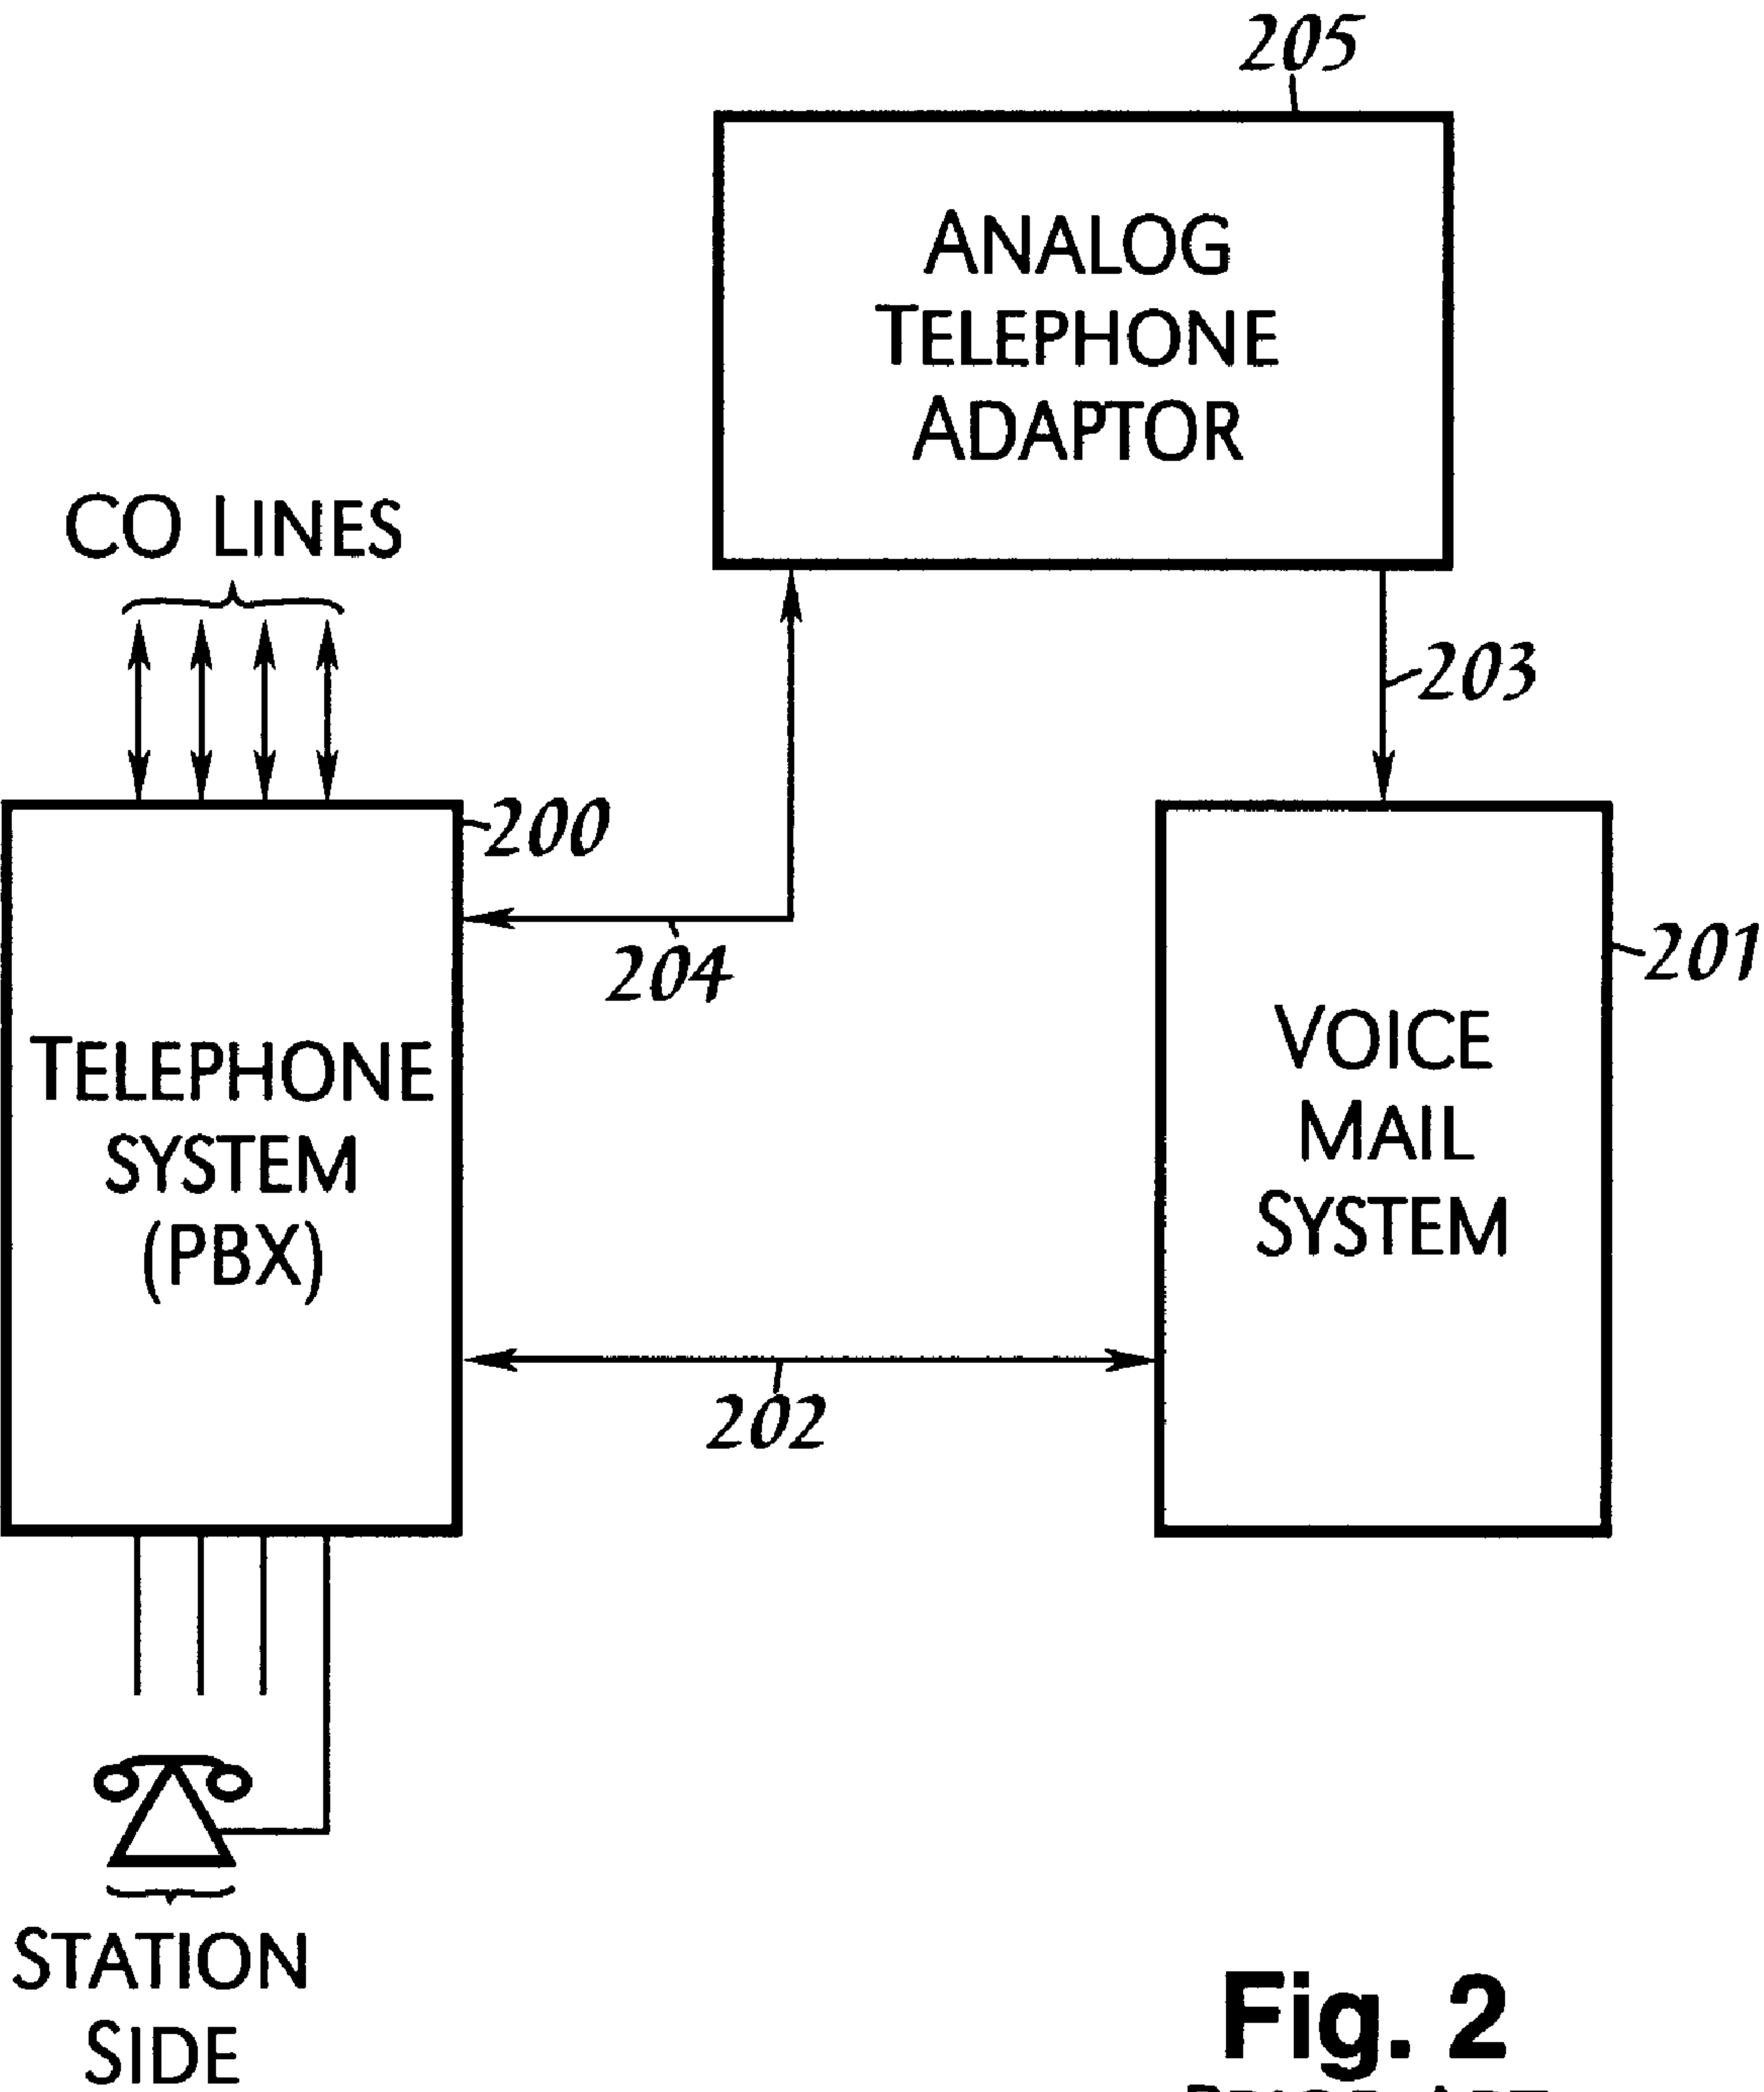 205
ANALOG
TELEPHONE
ADAPTOR
CO LINES
203
200
204
201
TELEPHONE
SYSTEM
(PBX)
VOICE
MAIL
SYSTEM
202
STATION
SIDE
Fig. 2